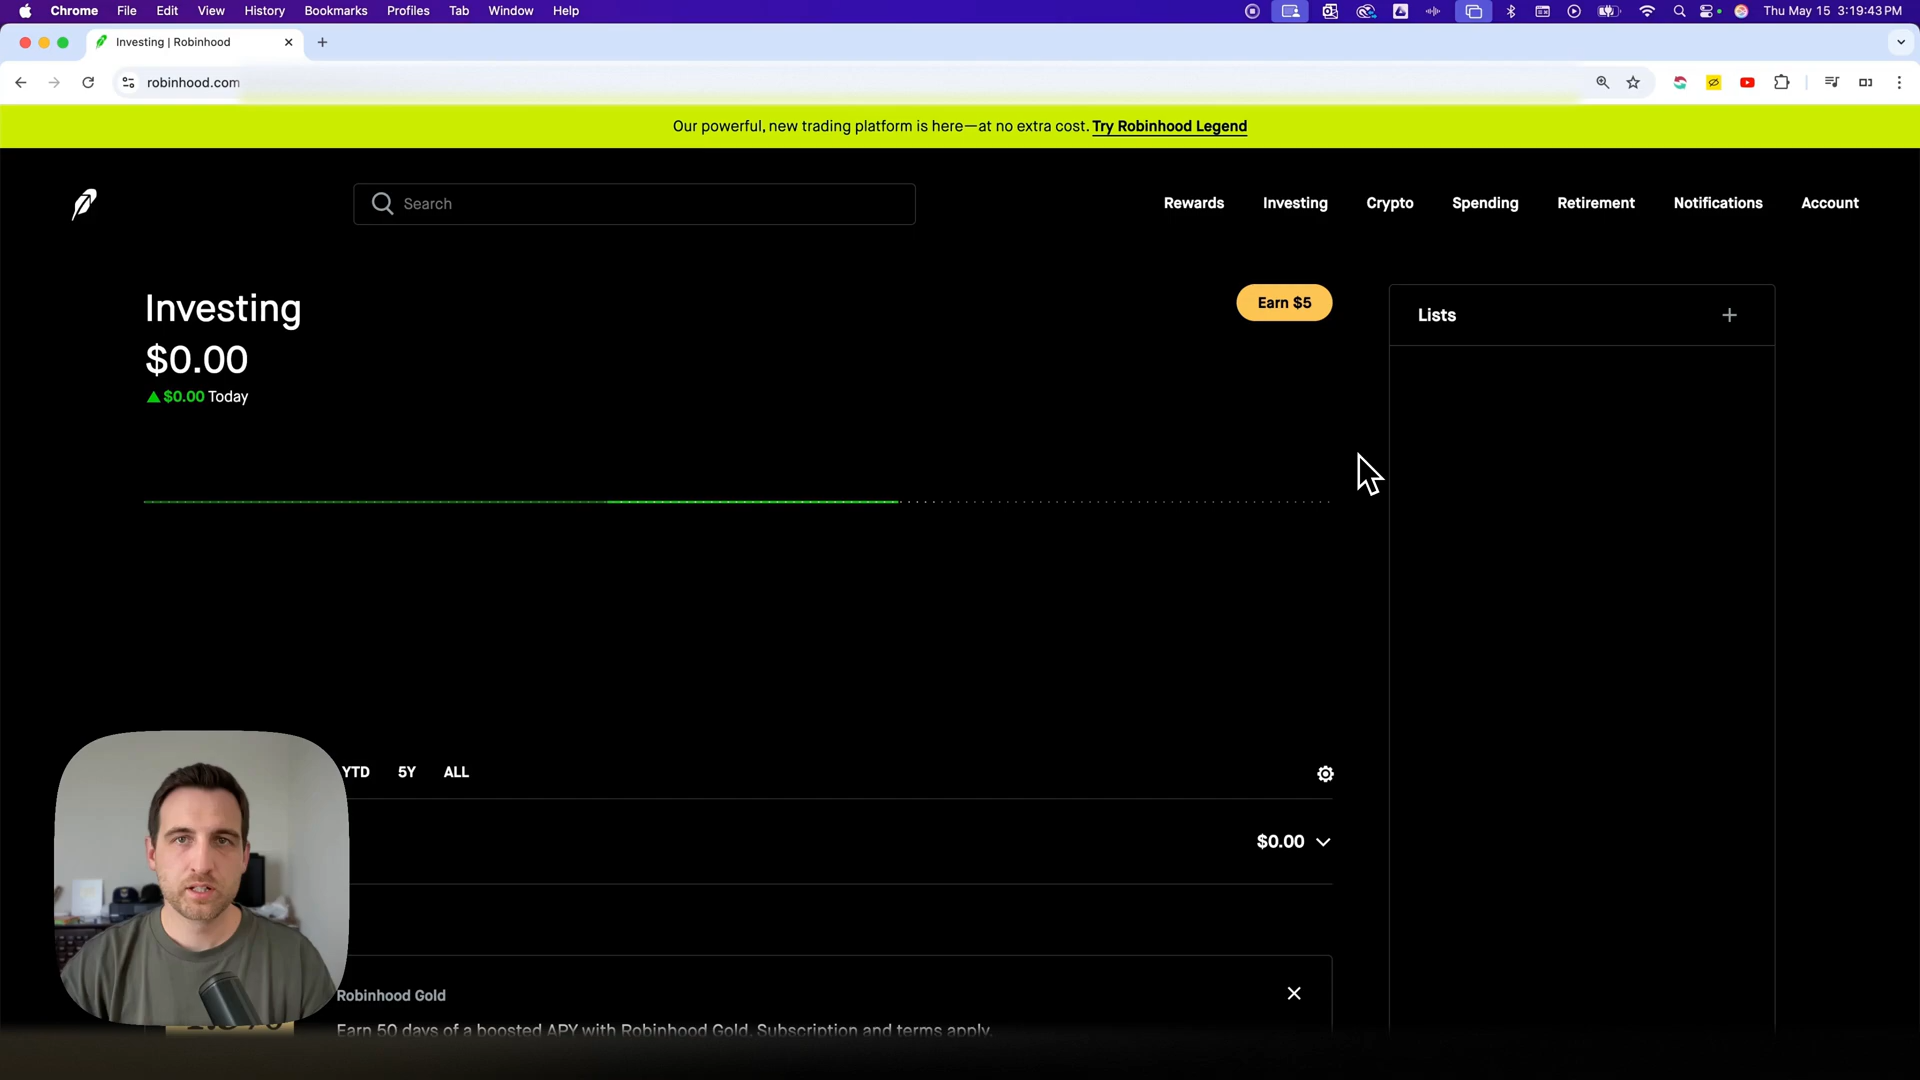 Chrome File Edit View History Bookmarks Profiles Tab Window Help Thu May 15 3:19:43 PM
Investing | Robinhood
robinhood.com
Our powerful, new trading platform is here—at no extra cost. Try Robinhood Legend
Search Rewards Investing Crypto Spending Retirement Notifications Account
Investing Earn $5 Lists
$0.00
$0.00 Today
YTD 5Y ALL
$0.00
Robinhood Gold
Earn 50 days of a boosted APY with Robinhood Gold. Subscription and terms apply.